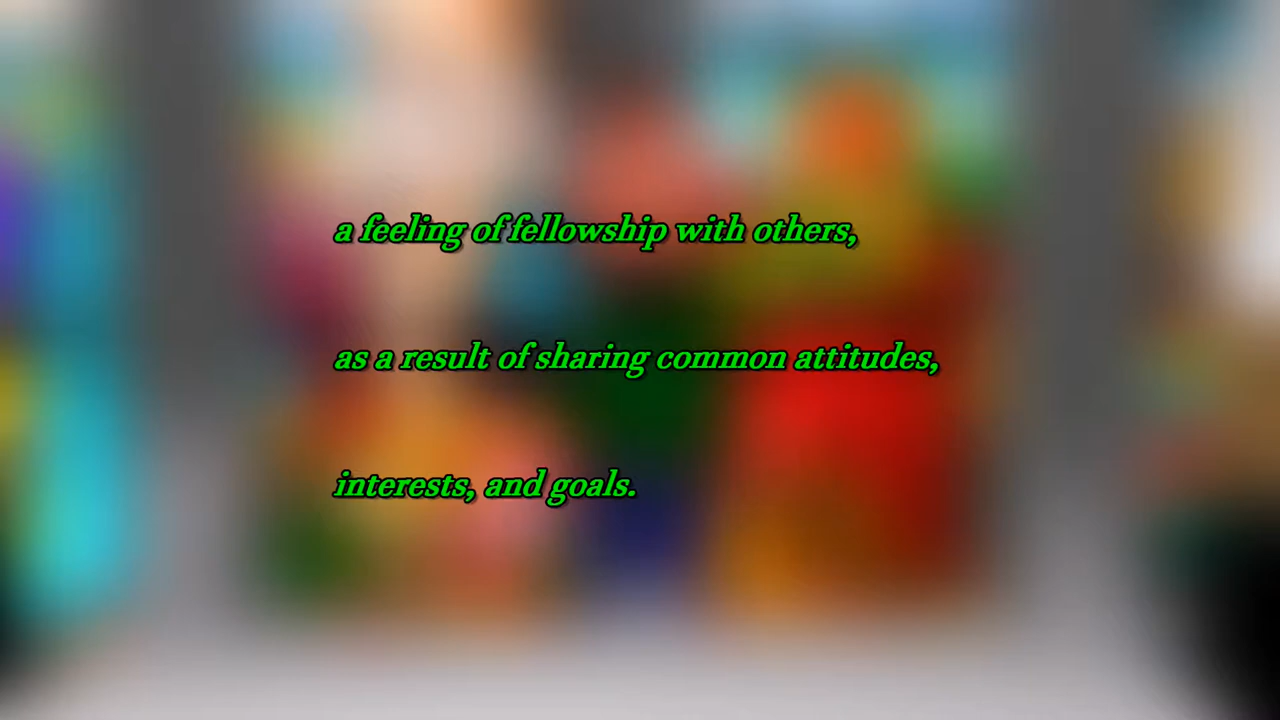 a feeling of fellowship with others,
as a result of sharing common attitudes,
interests, and goals.